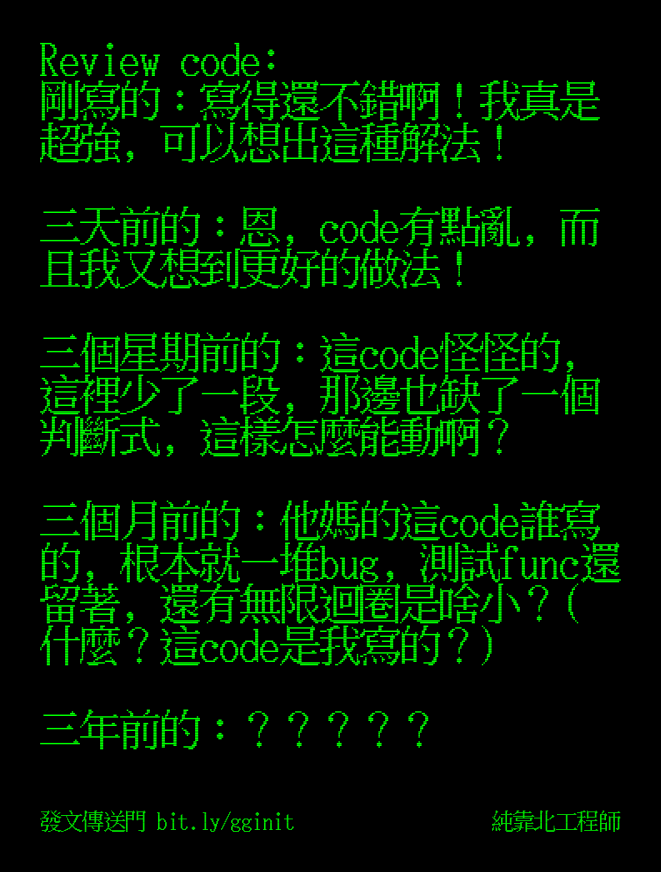 Review code:
剛寫的：寫得還不錯啊！我真是
超強, 可以想出這種解法！
三天前的：恩, code有點亂, 而
且我又想到更好的做法！
三個星期前的：這code怪怪的,
這裡少了一段, 那邊也缺了一個
判斷式, 這樣怎麼能動啊？
三個月前的：他媽的這code誰寫
的, 根本就一堆bug, 測試func還
留著, 還有無限迴圈是啥小？(
什麼？這code是我寫的？)
三年前的：？？？？？
發文傳送門 bit.ly/gginit
純靠北工程師